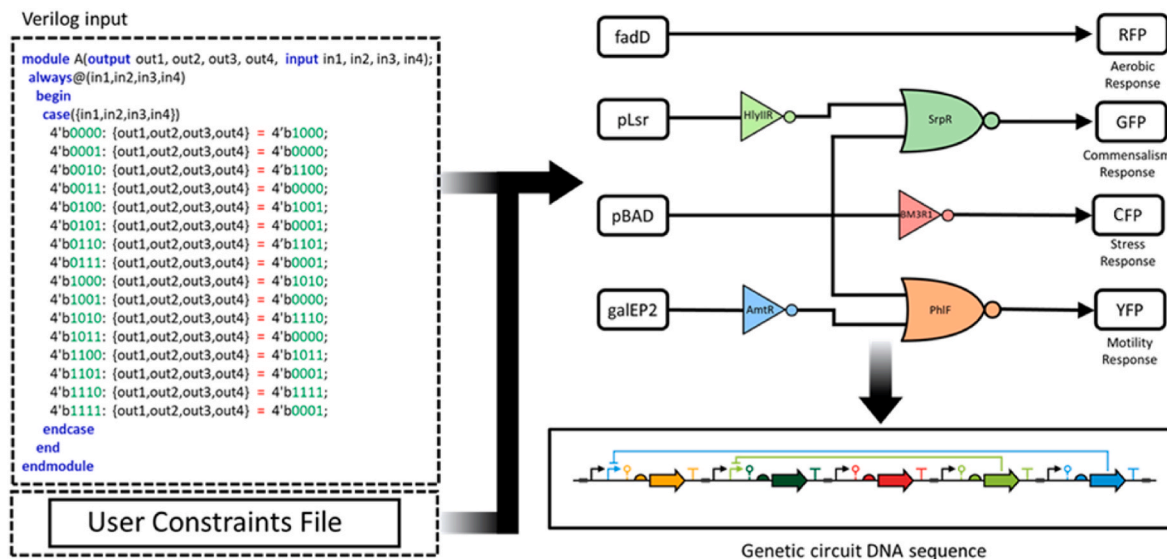 Verilog input
module A(output out1, out2, out3, out4, input in1, in2, in3, in4);
always@(in1,in2,in3,in4)
begin
case({in1,in2,in3,in4})
4'b0000: {out1,out2,out3,out4} = 4'b1000;
4'b0001: {out1,out2,out3,out4} = 4'b0000;
4'b0010: {out1,out2,out3,out4} = 4'b1100;
4'b0011: {out1,out2,out3,out4} = 4'b0000;
4'b0100: {out1,out2,out3,out4} = 4'b1001;
4'b0101: {out1,out2,out3,out4} = 4'b0001;
4'b0110: {out1,out2,out3,out4} = 4'b1101;
4'b0111: {out1,out2,out3,out4} = 4'b0001;
4'b1000: {out1,out2,out3,out4} = 4'b1010;
4'b1001: {out1,out2,out3,out4} = 4'b0000;
4'b1010: {out1,out2,out3,out4} = 4'b1110;
4'b1011: {out1,out2,out3,out4} = 4'b0000;
4'b1100: {out1,out2,out3,out4} = 4'b1011;
4'b1101: {out1,out2,out3,out4} = 4'b0001;
4'b1110: {out1,out2,out3,out4} = 4'b1111;
4'b1111: {out1,out2,out3,out4} = 4'b0001;
endcase
end
endmodule
User Constraints File
fadD
RFP
Aerobic
Response
pLsr
HlyIIR
SrpR
GFP
Commensalism
Response
pBAD
BM3R1
CFP
Stress
Response
galEP2
AmtR
PhlF
YFP
Motility
Response
Genetic circuit DNA sequence